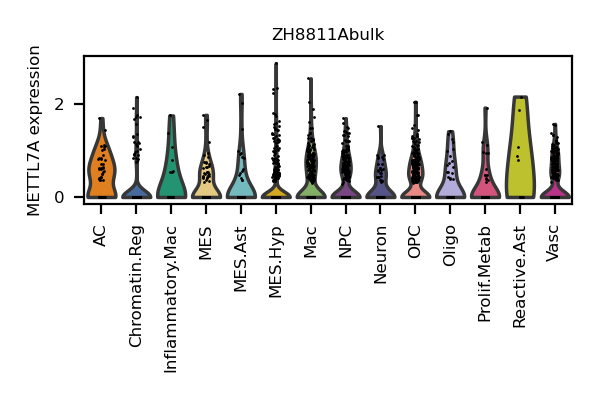 ZH8811Abulk
METTL7A expression
2
0
AC
Chromatin.Reg
Inflammatory.Mac
MES
MES.Ast
MES.Hyp
Mac
NPC
Neuron
OPC
Oligo
Prolif.Metab
Reactive.Ast
Vasc